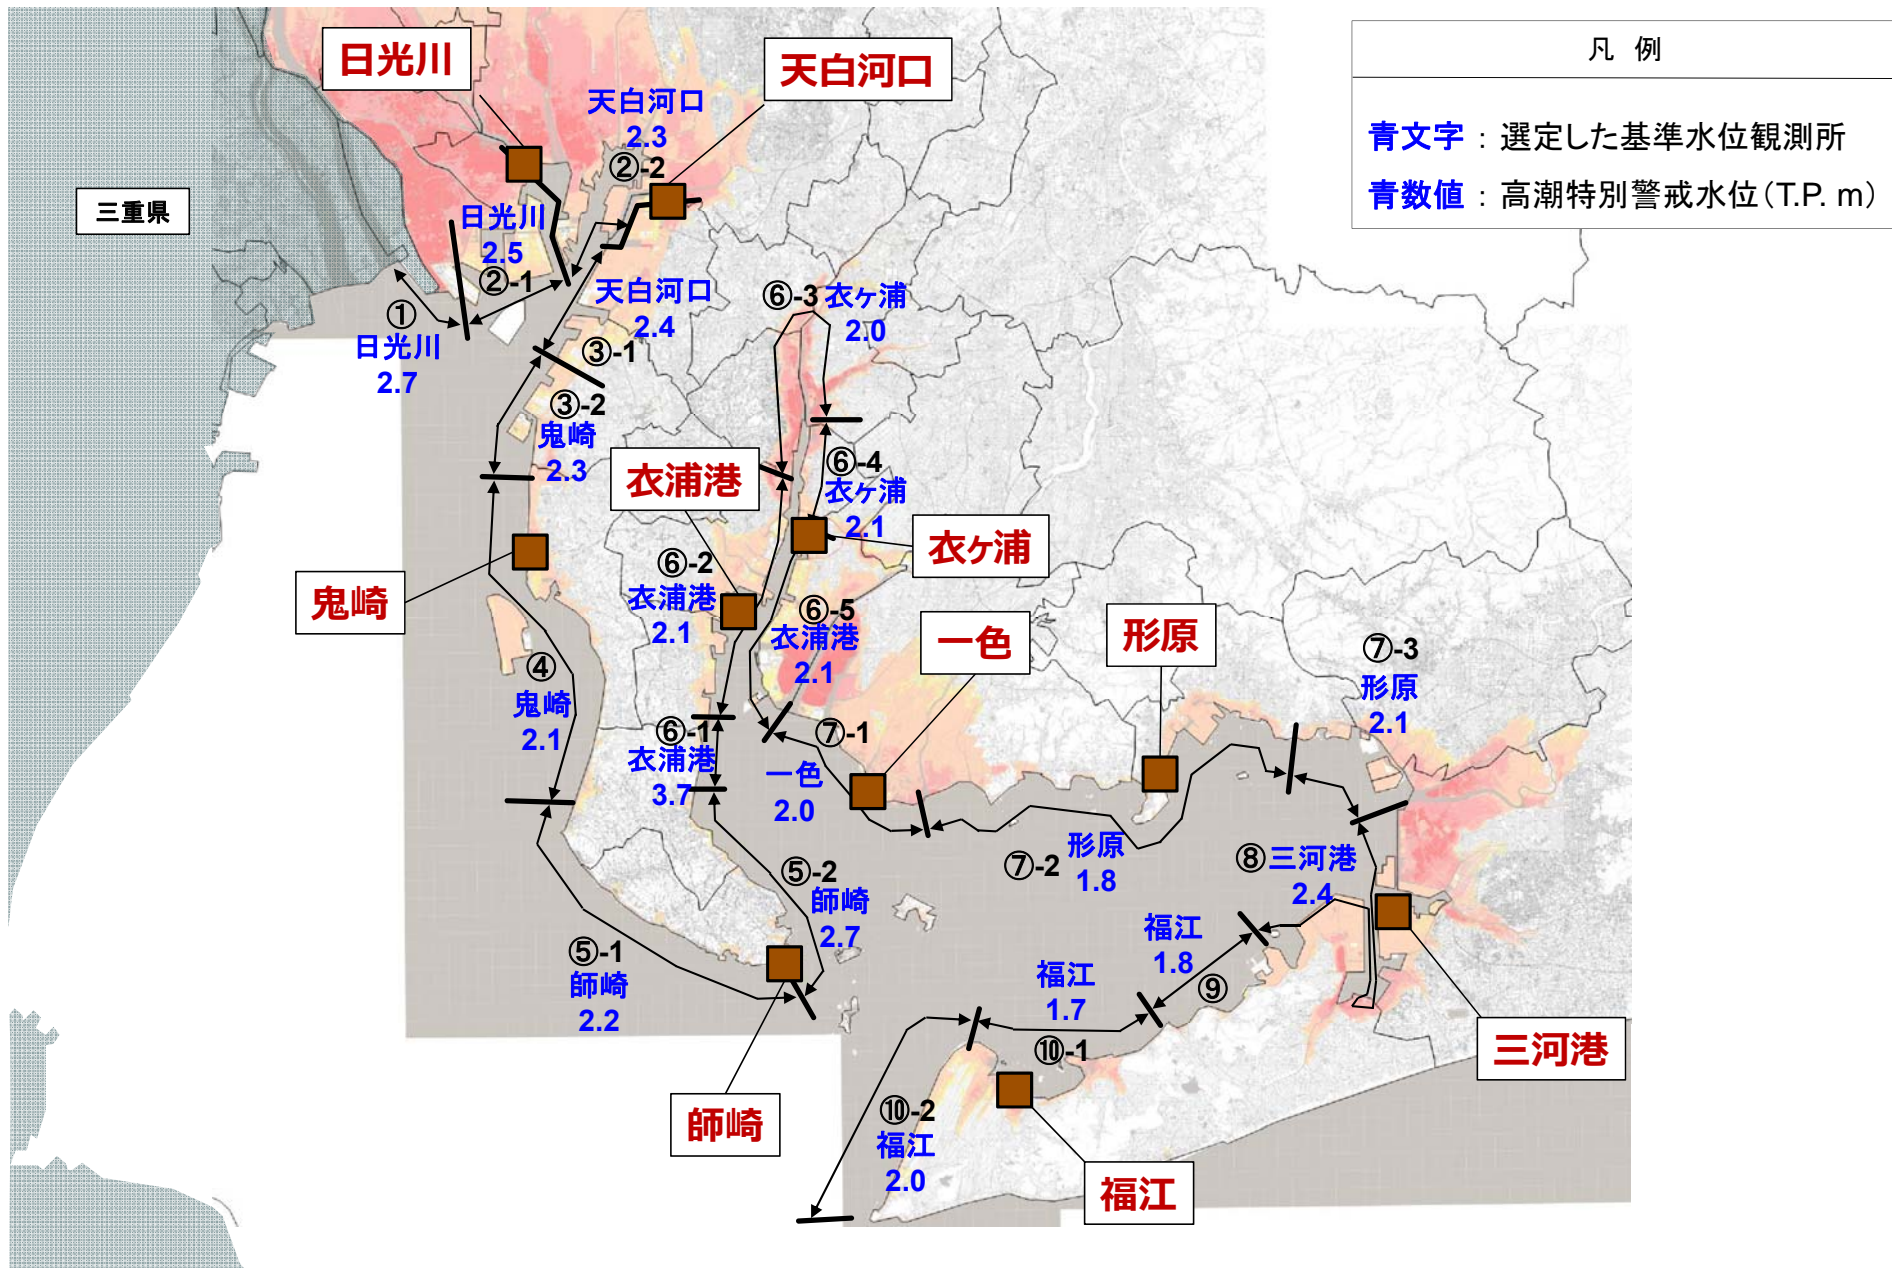 凡 例
青文字 : 選定した基準水位観測所
青数値 : 高潮特別警戒水位(T.P. m)
日光川
天白河口
天白河口
2.3
②-2
三重県
日光川
2.5
②-1
①
日光川
2.7
天白河口
2.4
③-1
③-2
鬼崎
2.3
⑥-3
衣ヶ浦
2.0
⑥-4
衣ヶ浦
2.1
衣浦港
衣ヶ浦
鬼崎
⑥-2
衣浦港
2.1
⑥-5
衣浦港
2.1
一色
形原
⑦-3
形原
2.1
④
鬼崎
2.1
⑥-1
衣浦港
3.7
⑦-1
一色
2.0
⑦-2
形原
1.8
⑧三河港
2.4
⑤-2
師崎
2.7
⑤-1
師崎
2.2
福江
1.8
⑨
福江
1.7
⑩-1
⑩-2
福江
2.0
三河港
師崎
福江